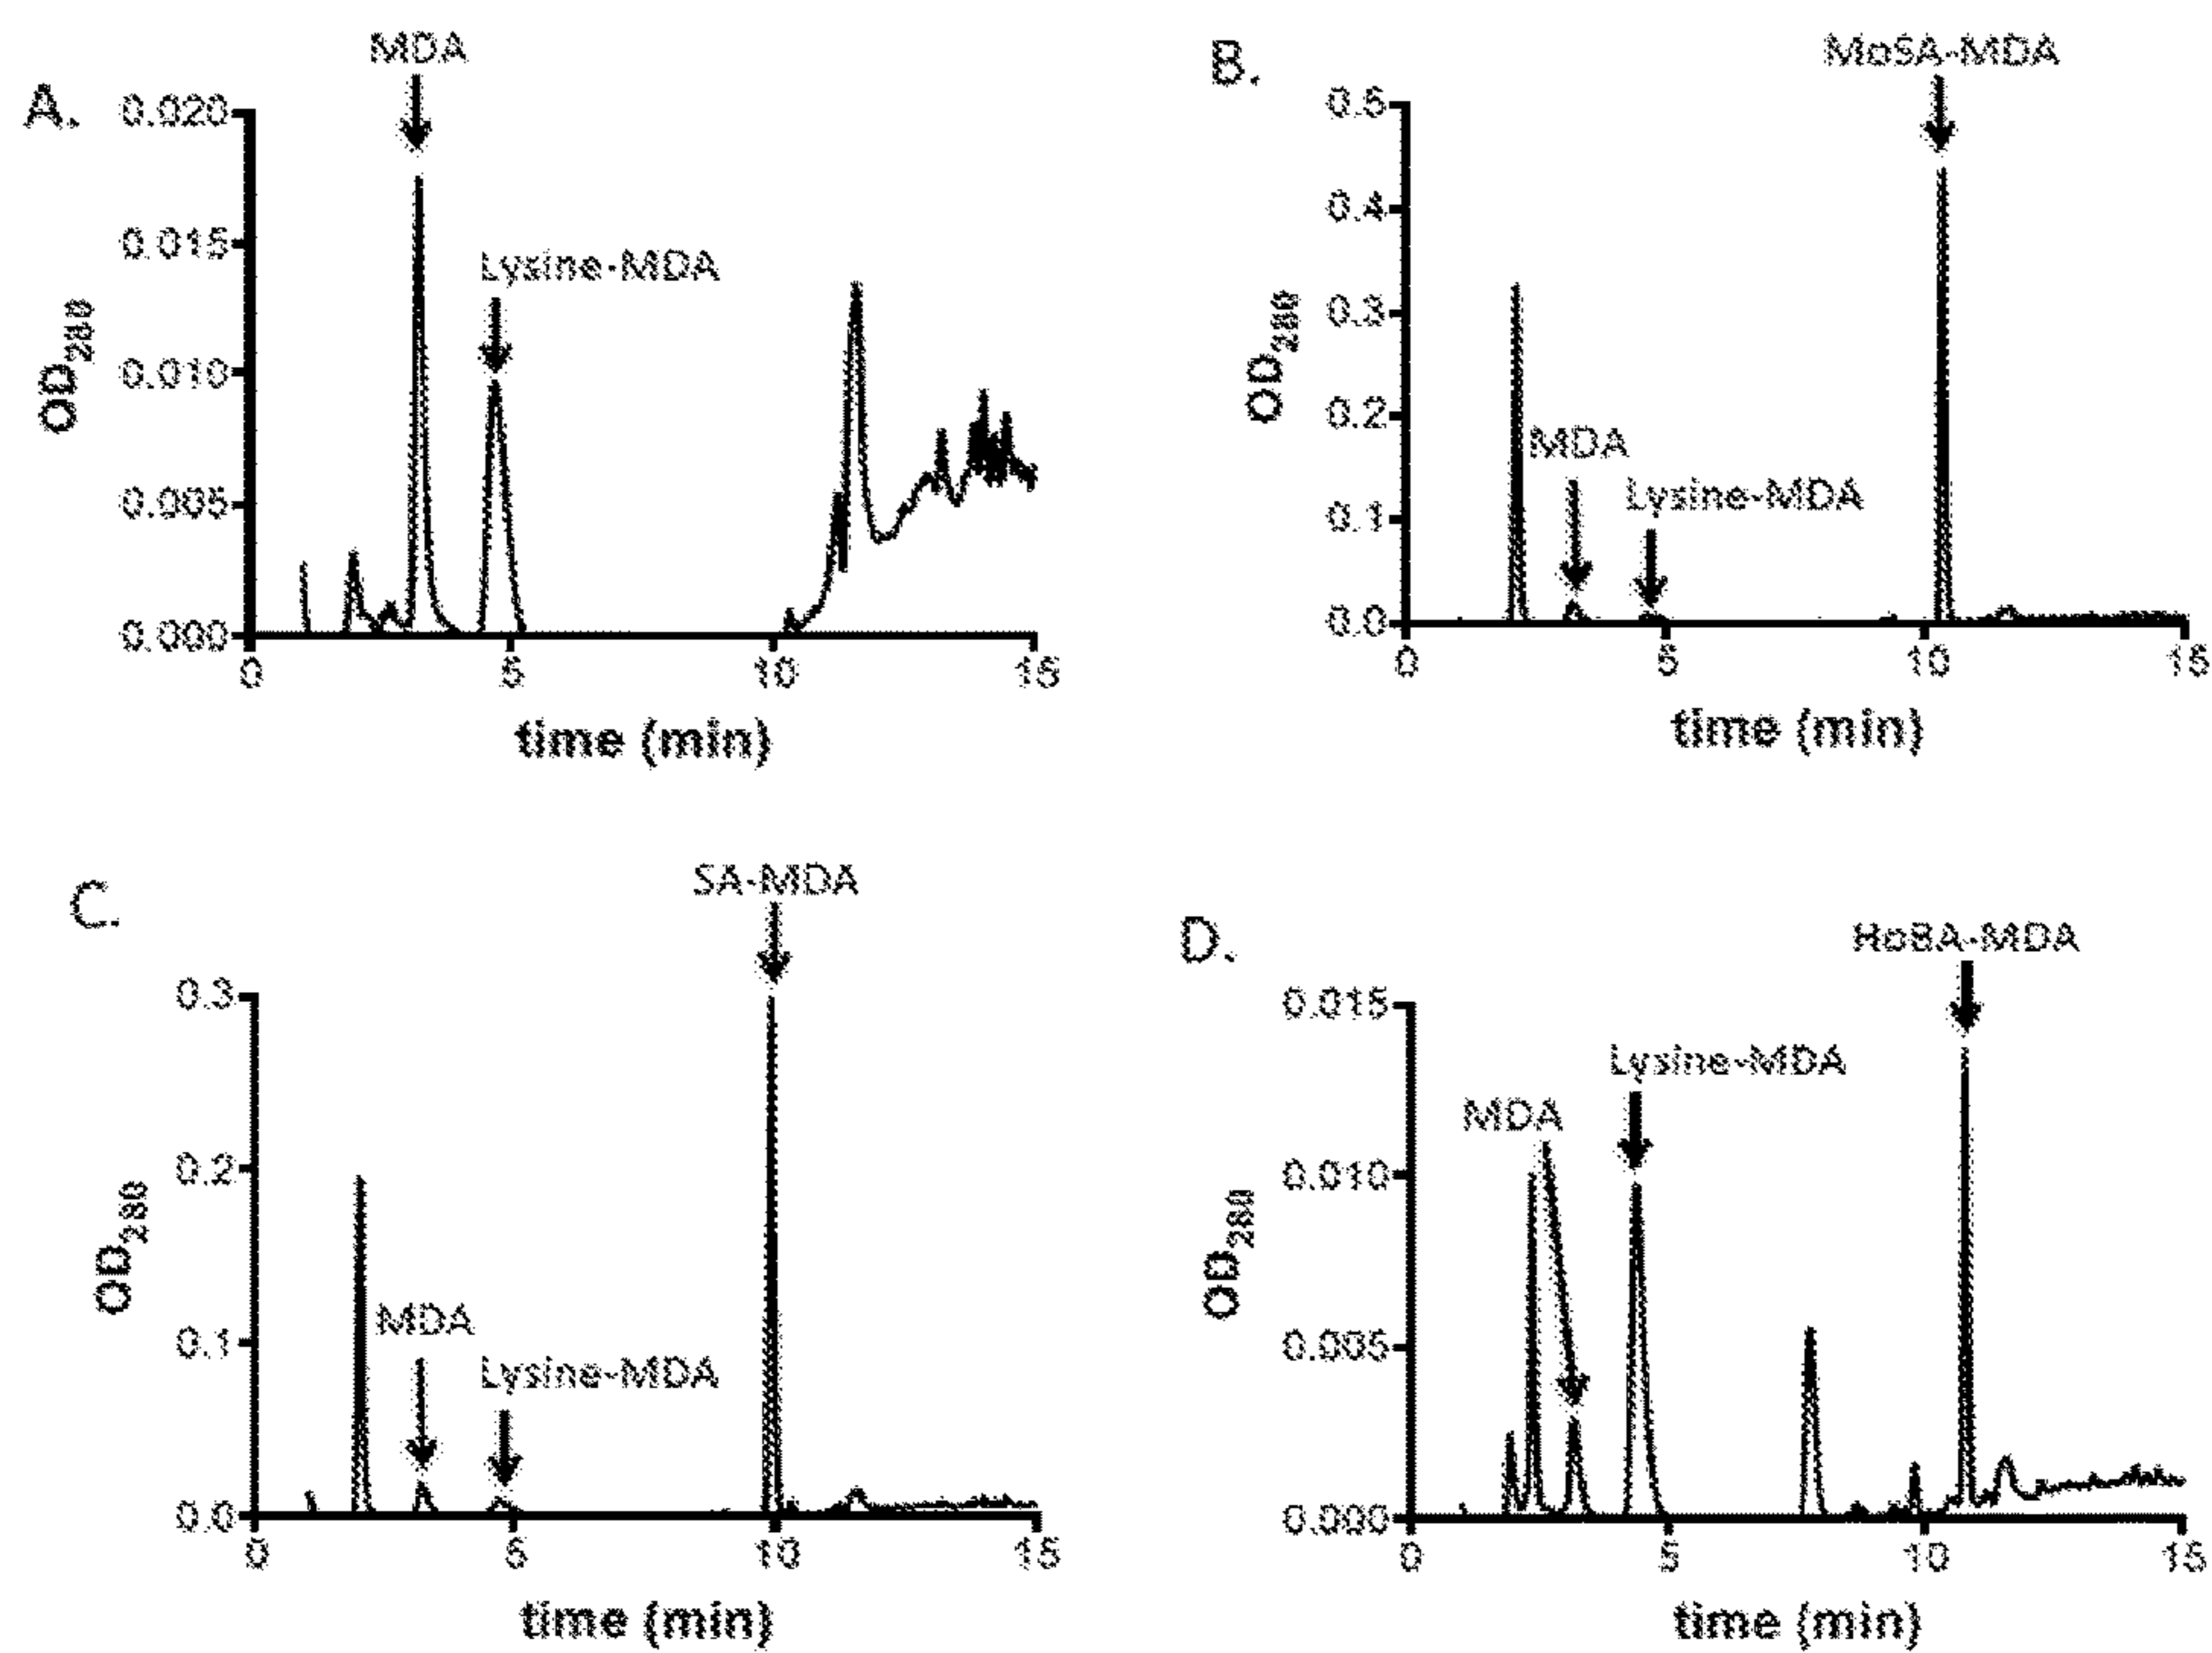 A.
MDA
Lysine-MDA
0.020
0.015
0.010
0.005
0.000
OD280
0
5
10
15
time (min)
B.
MoSA-MDA
MDA
Lysine-MDA
0.5
0.4
0.3
0.2
0.1
0.0
OD280
0
5
10
15
time (min)
C.
SA-MDA
MDA
Lysine-MDA
0.3
0.2
0.1
0.0
OD280
0
5
10
15
time (min)
D.
HoBA-MDA
Lysine-MDA
MDA
0.015
0.010
0.005
0.000
OD280
0
5
10
15
time (min)